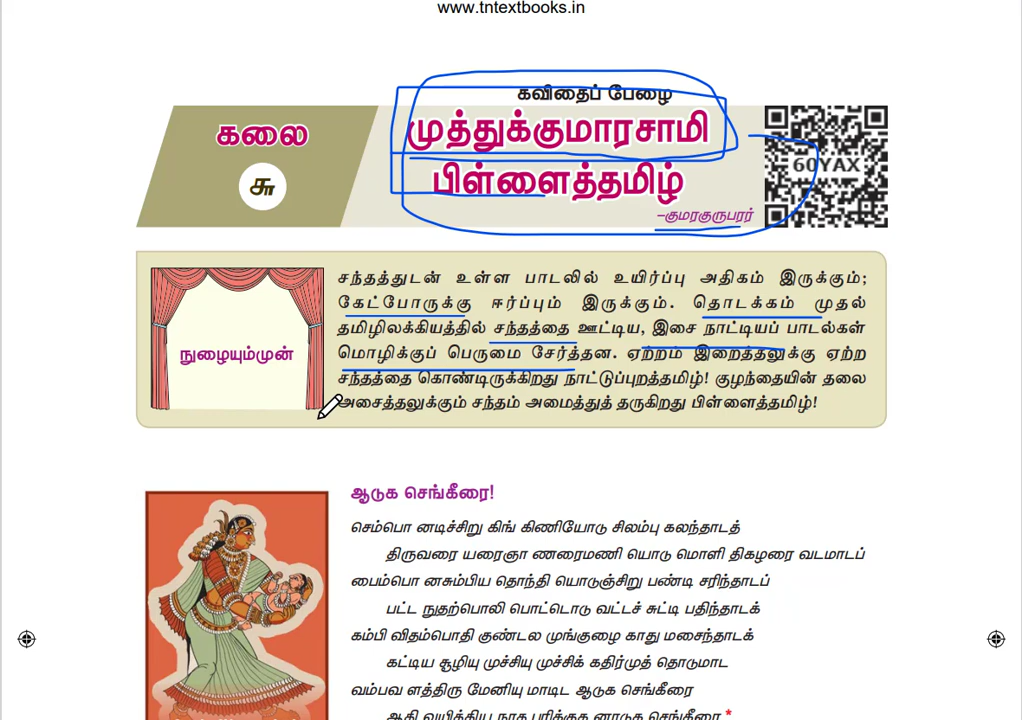 www.tntextbooks.in
கவிதைப் பேழை
கலை
முத்துக்குமாரசாமி
௬
பிள்ளைத்தமிழ்
60YAX
–குமரகுருபரர்
சந்தத்துடன் உள்ள பாடலில் உயிர்ப்பு அதிகம் இருக்கும்;
கேட்போருக்கு ஈர்ப்பும் இருக்கும். தொடக்கம் முதல்
தமிழிலக்கியத்தில் சந்தத்தை ஊட்டிய, இசை நாட்டியப் பாடல்கள்
நுழையும்முன்
மொழிக்குப் பெருமை சேர்த்தன. ஏற்றம் இறைத்தலுக்கு ஏற்ற
சந்தத்தை கொண்டிருக்கிறது நாட்டுப்புறத்தமிழ்! குழந்தையின் தலை
அசைத்தலுக்கும் சந்தம் அமைத்துத் தருகிறது பிள்ளைத்தமிழ்!
ஆடுக செங்கீரை!
செம்பொ னடிச்சிறு கிங் கிணியோடு சிலம்பு கலந்தாடத்
திருவரை யரைஞா ணரைமணி யொடு மொளி திகழரை வடமாடப்
பைம்பொ னசும்பிய தொந்தி யொடுஞ்சிறு பண்டி சரிந்தாடப்
பட்ட நுதற்பொலி பொட்டொடு வட்டச் சுட்டி பதிந்தாடக்
கம்பி விதம்பொதி குண்டல முங்குழை காது மசைந்தாடக்
கட்டிய சூழியு முச்சியு முச்சிக் கதிர்முத் தொடுமாட
வம்பவ ளத்திரு மேனியு மாடிட ஆடுக செங்கீரை
ஆதி வயித்திய நாத புரிக்குக னாடுக செங்கீரை *